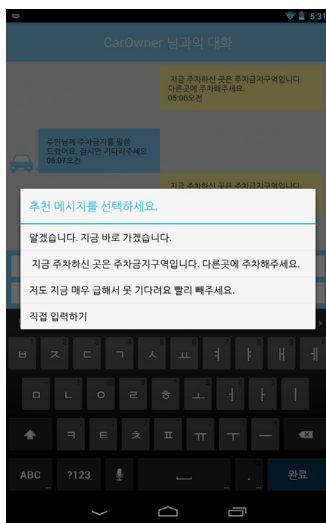 5:31
CarOwner 님과의 대화
지금 주차하신 곳은 주차금지구역입니다.
다른곳에 주차해주세요.
05:06오전
주인님께 주차금지를 말씀
드렸어요. 잠시만 기다려주세요.
05:07오전
지금 주차하신 곳은 주차금지구역입니다.
추천 메시지를 선택하세요.
알겠습니다. 지금 바로 가겠습니다.
지금 주차하신 곳은 주차금지구역입니다. 다른곳에 주차해주세요.
저도 지금 매우 급해서 못 기다려요 빨리 빼주세요.
직접 입력하기
ㅂ ㅈ ㄷ ㄱ ㅅ ㅛ ㅕ ㅑ ㅐ ㅔ
ㅁ ㄴ ㅇ ㄹ ㅎ ㅗ ㅓ ㅏ ㅣ
ㅋ ㅌ ㅊ ㅍ ㅠ ㅜ ㅡ
ABC ?123 . 완료